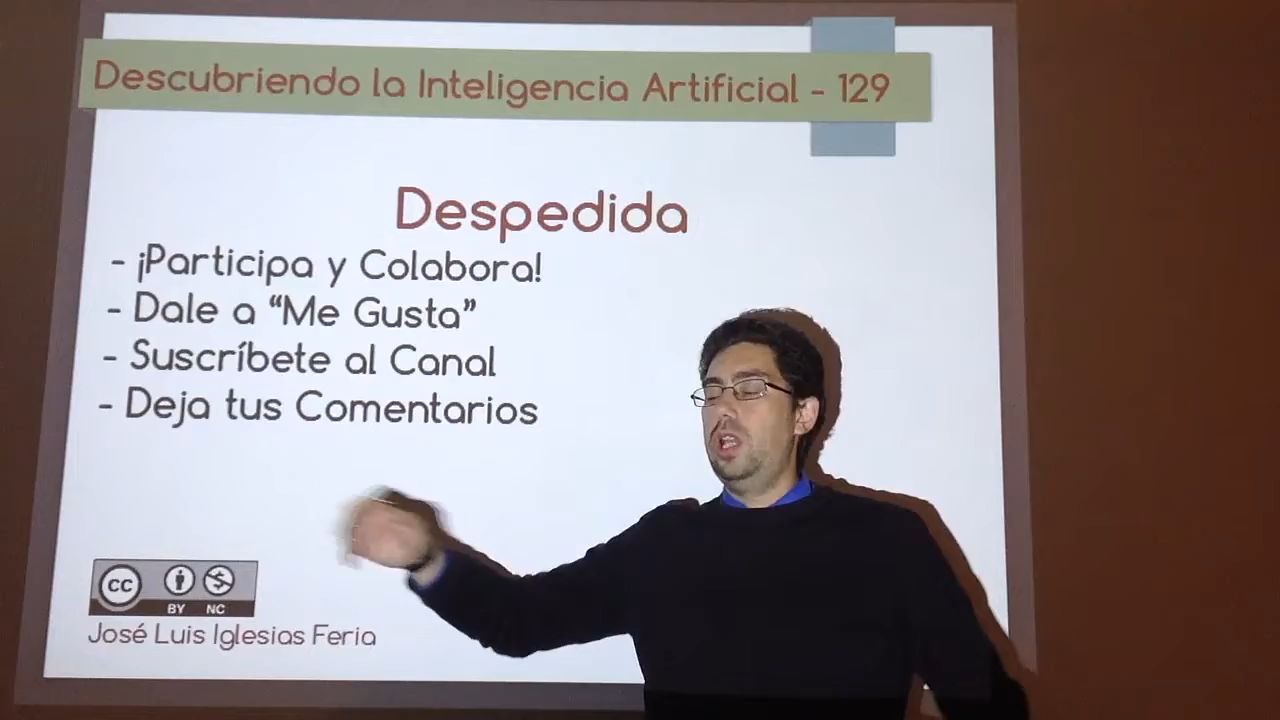 Descubriendo la Inteligencia Artificial - 129
Despedida
- ¡Participa y Colabora!
- Dale a “Me Gusta”
- Suscríbete al Canal
- Deja tus Comentarios
cc
BY NC
José Luis Iglesias Feria